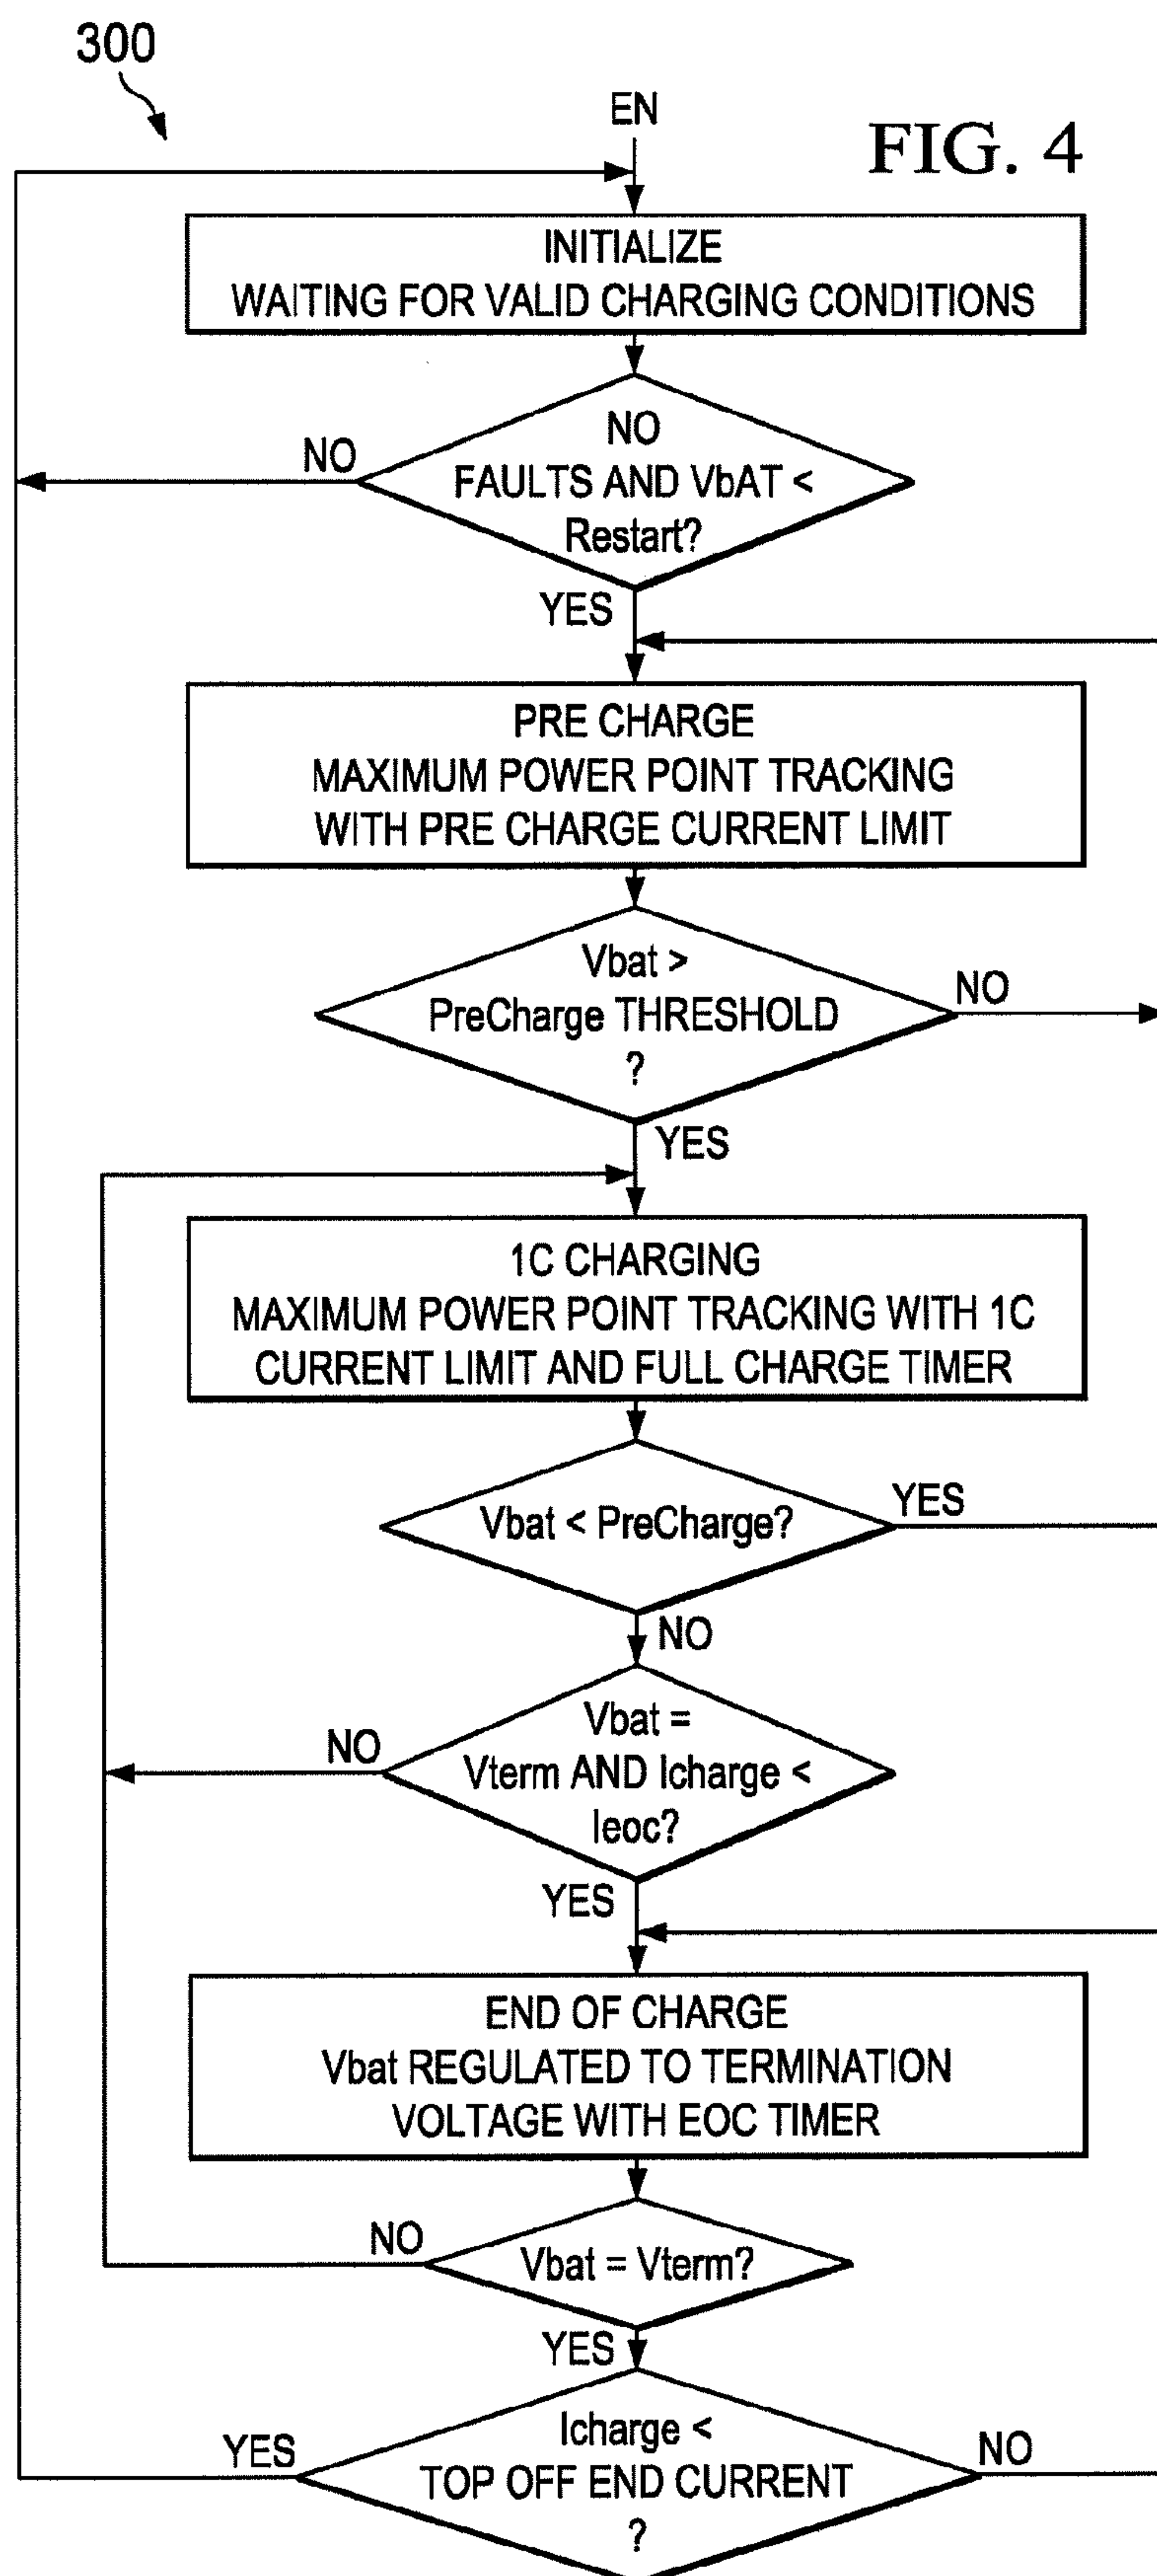 300
EN
FIG. 4
INITIALIZE
WAITING FOR VALID CHARGING CONDITIONS
NO
NO
FAULTS AND VbAT <
Restart?
YES
PRE CHARGE
MAXIMUM POWER POINT TRACKING
WITH PRE CHARGE CURRENT LIMIT
Vbat >
PreCharge THRESHOLD
?
NO
YES
1C CHARGING
MAXIMUM POWER POINT TRACKING WITH 1C
CURRENT LIMIT AND FULL CHARGE TIMER
Vbat < PreCharge?
YES
NO
NO
Vbat =
Vterm AND Icharge <
Ieoc?
YES
END OF CHARGE
Vbat REGULATED TO TERMINATION
VOLTAGE WITH EOC TIMER
NO
Vbat = Vterm?
YES
YES
Icharge <
TOP OFF END CURRENT
?
NO